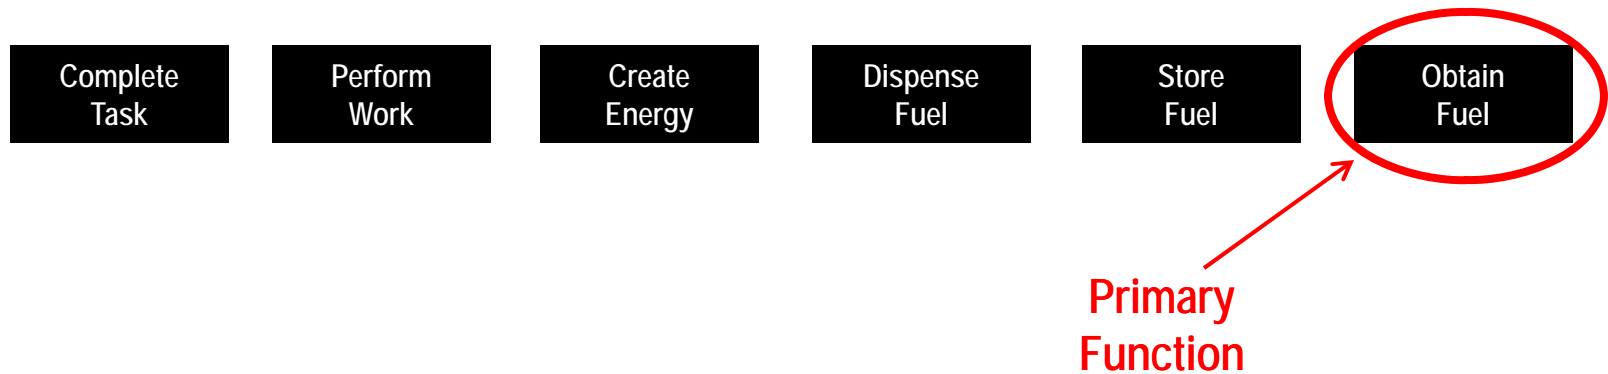 Complete
Task
Perform
Work
Create
Energy
Dispense
Fuel
Store
Fuel
Obtain
Fuel
Primary
Function